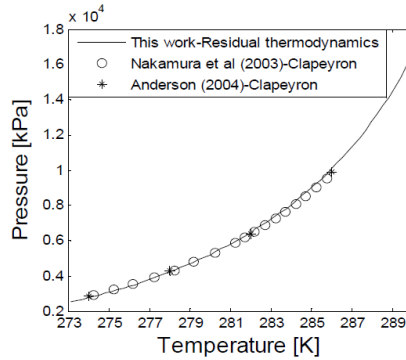 x 10⁴
1.8
1.6
1.4
1.2
1
0.8
0.6
0.4
0.2
Pressure [kPa]
This work-Residual thermodynamics
Nakamura et al (2003)-Clapeyron
Anderson (2004)-Clapeyron
273 275 277 279 281 283 285 287 289
Temperature [K]